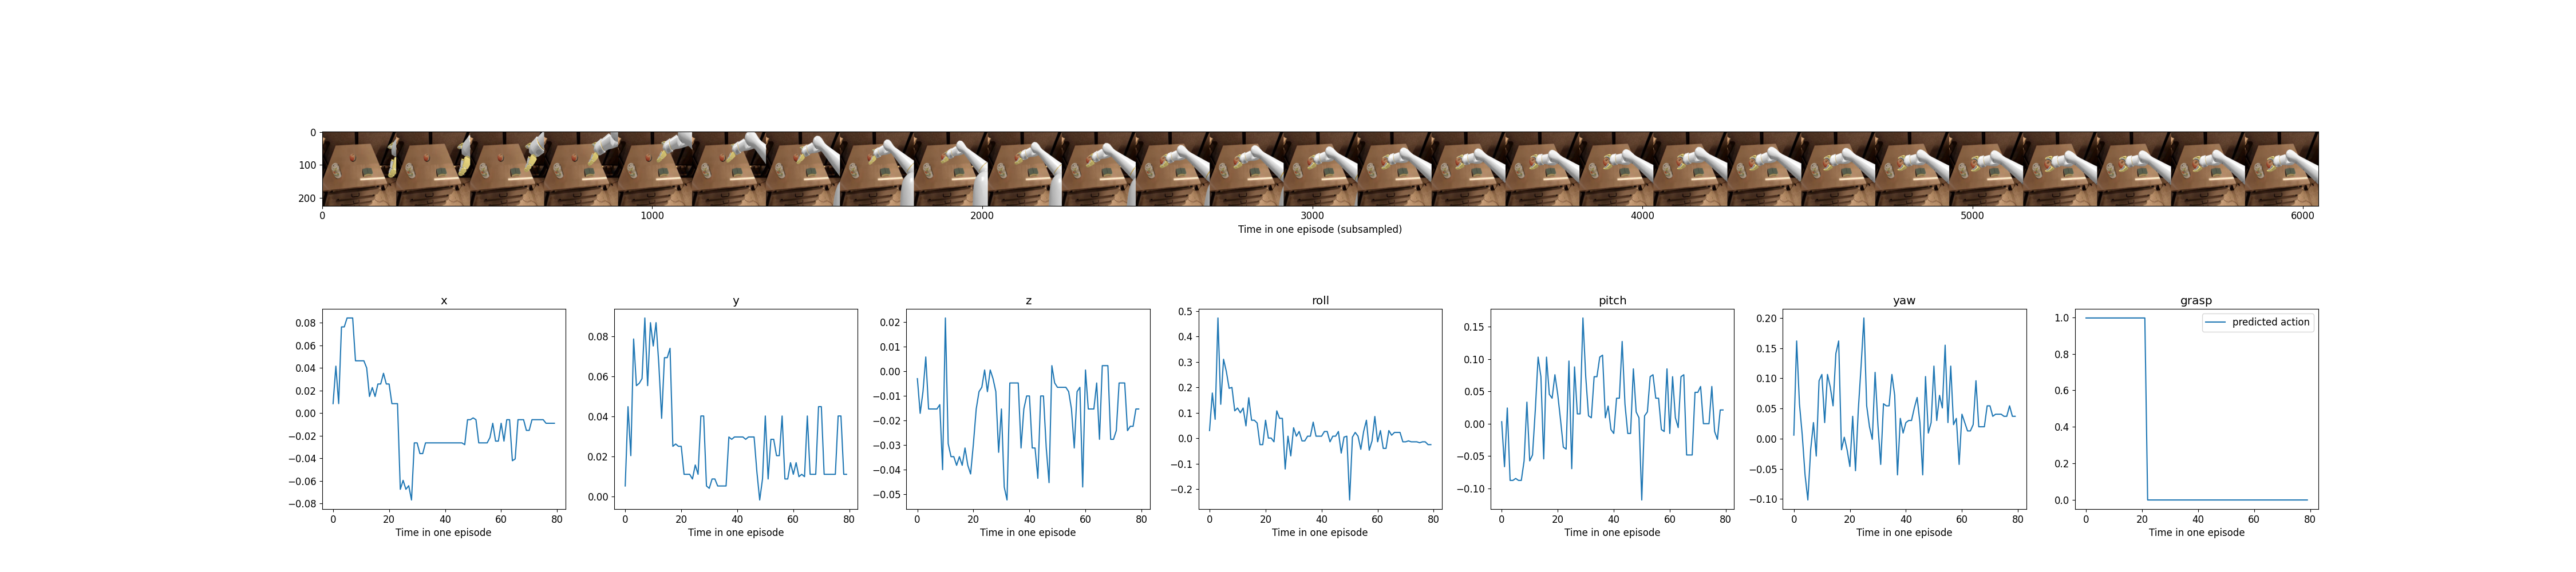 0
100
200
0 1000 2000 3000 4000 5000 6000
Time in one episode (subsampled)
x
0.08
0.06
0.04
0.02
0.00
−0.02
−0.04
−0.06
−0.08
0 20 40 60 80
Time in one episode
y
0.08
0.06
0.04
0.02
0.00
0 20 40 60 80
Time in one episode
z
0.02
0.01
0.00
−0.01
−0.02
−0.03
−0.04
−0.05
0 20 40 60 80
Time in one episode
roll
0.5
0.4
0.3
0.2
0.1
0.0
−0.1
−0.2
0 20 40 60 80
Time in one episode
pitch
0.15
0.10
0.05
0.00
−0.05
−0.10
0 20 40 60 80
Time in one episode
yaw
0.20
0.15
0.10
0.05
0.00
−0.05
−0.10
0 20 40 60 80
Time in one episode
grasp
predicted action
1.0
0.8
0.6
0.4
0.2
0.0
0 20 40 60 80
Time in one episode